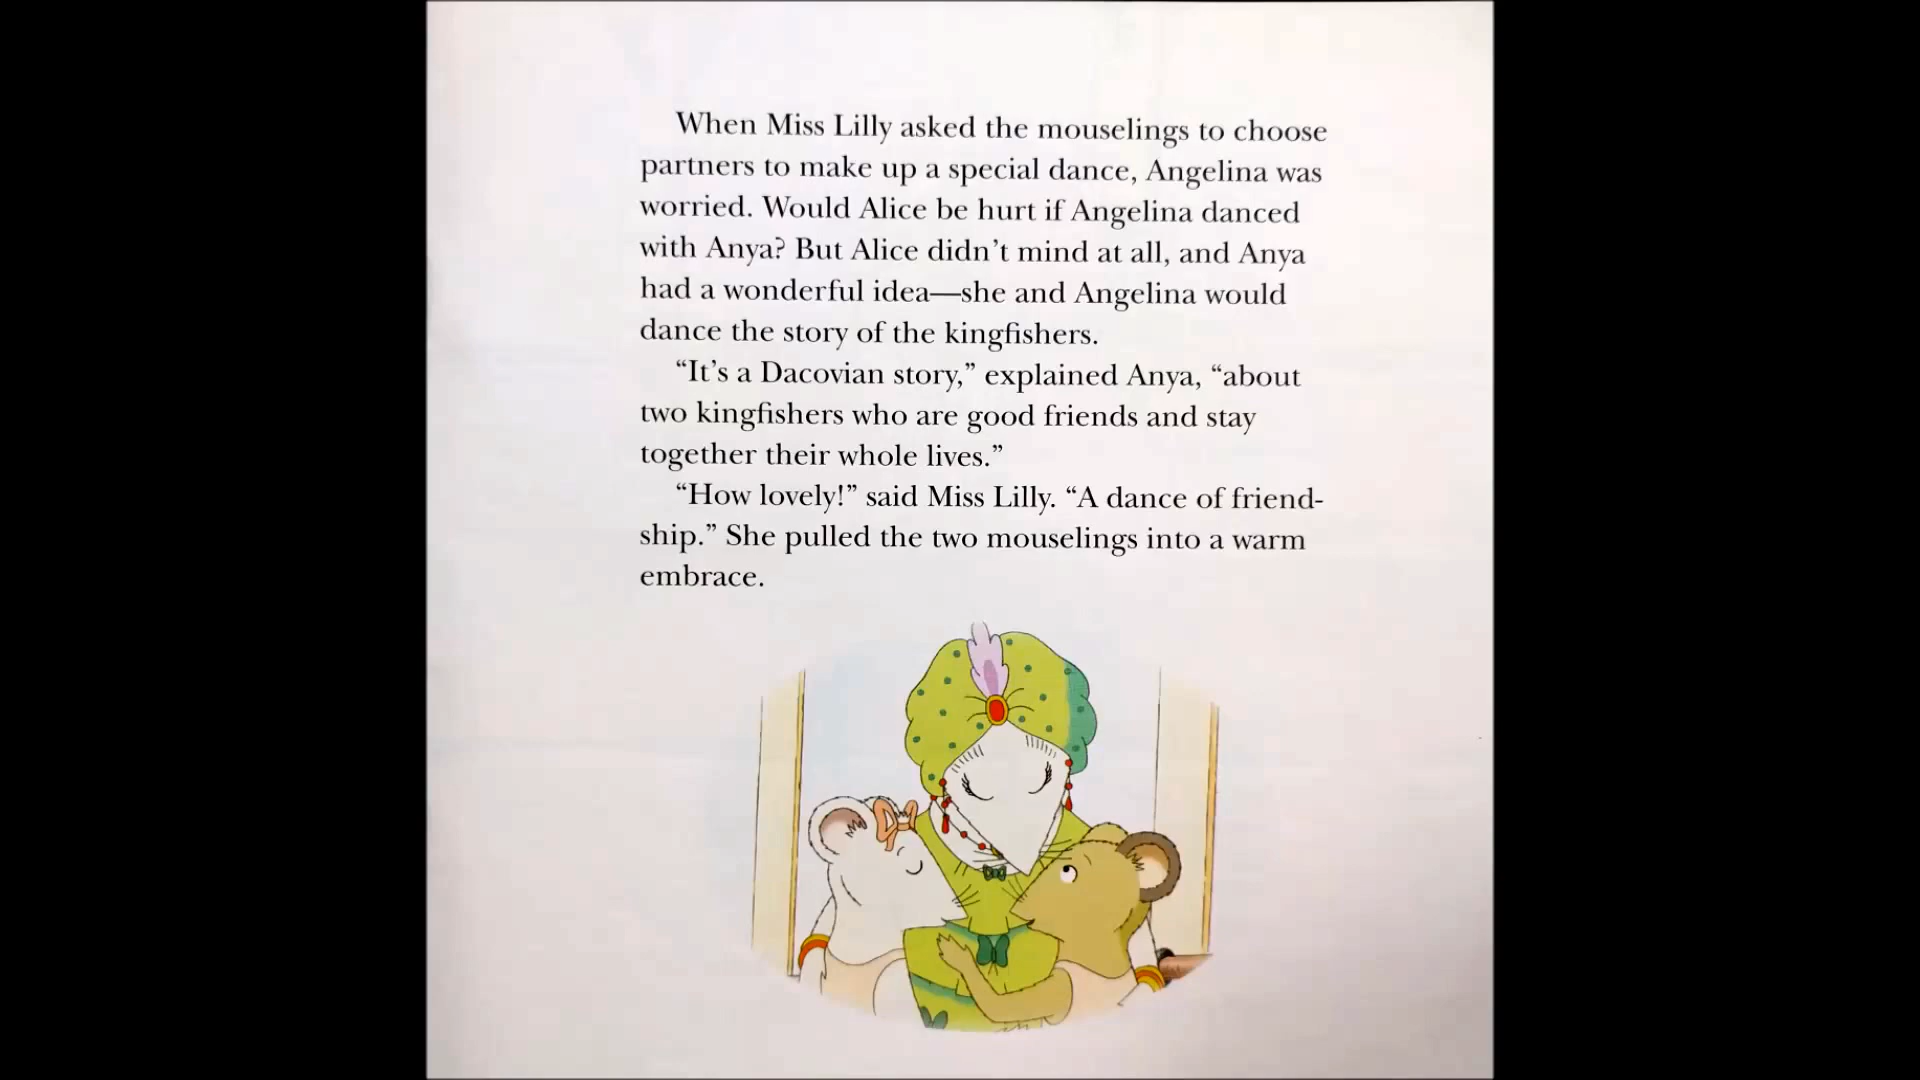 When Miss Lilly asked the mouselings to choose
partners to make up a special dance, Angelina was
worried. Would Alice be hurt if Angelina danced
with Anya? But Alice didn’t mind at all, and Anya
had a wonderful idea—she and Angelina would
dance the story of the kingfishers.
“It’s a Dacovian story,” explained Anya, “about
two kingfishers who are good friends and stay
together their whole lives.”
“How lovely!” said Miss Lilly. “A dance of friend-
ship.” She pulled the two mouselings into a warm
embrace.